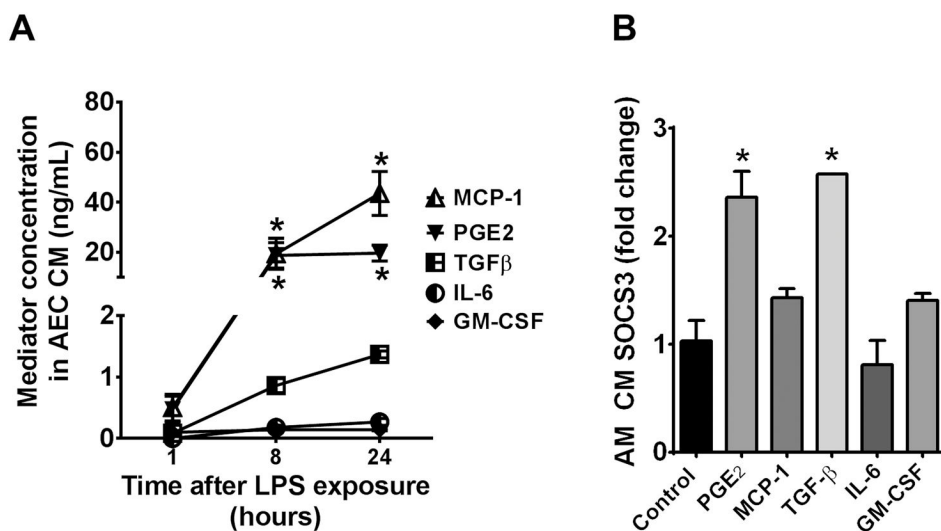 A
Mediator concentration
in AEC CM (ng/mL)
80
60
40
20
2
1
0
*
*
*
*
MCP-1
PGE2
TGFβ
IL-6
GM-CSF
1 8 24
Time after LPS exposure
(hours)
B
AM CM SOCS3 (fold change)
3
2
1
0
* *
Control
PGE2
MCP-1
TGF-β
IL-6
GM-CSF